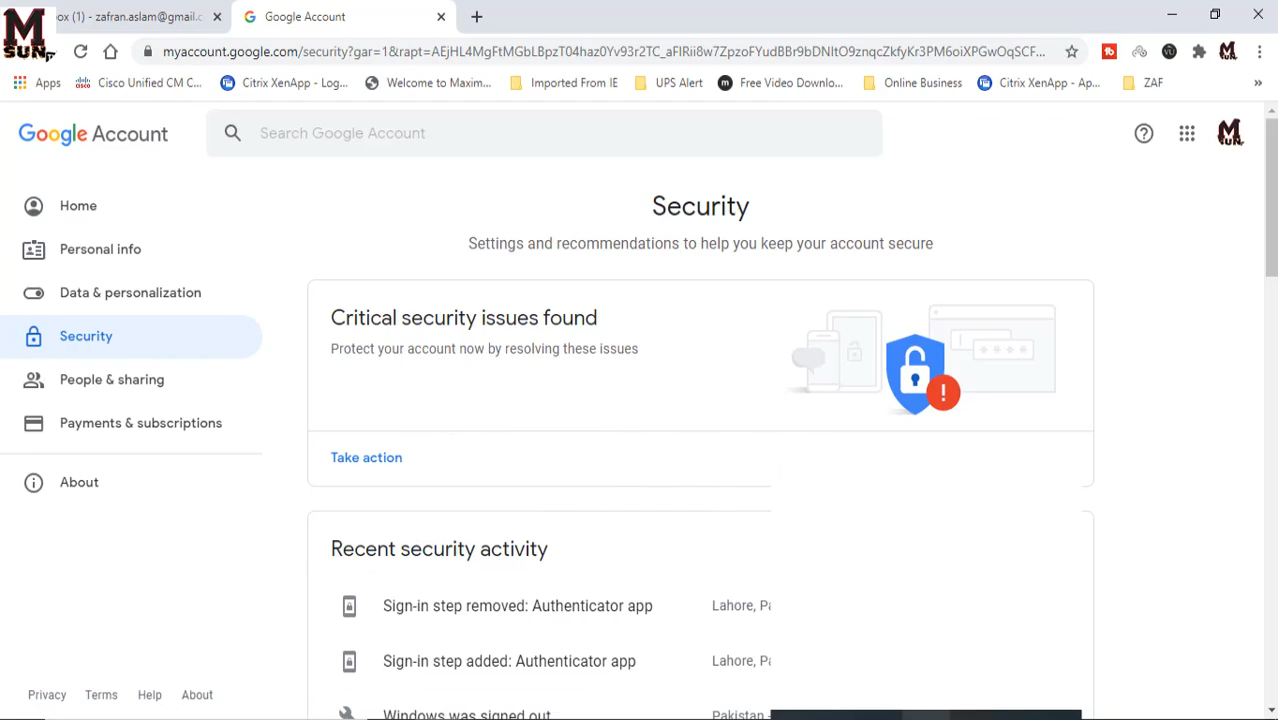 ox (1) - zafran.aslam@gmail.c
Google Account
M
SUN
myaccount.google.com/security?gar=1&rapt=AEjHL4MgFtMGbLBpzT04haz0Yv93r2TC_aFIRii8w7ZpzoFYudBBr9bDNItO9znqcZkfyKr3PM6oiXPGwOqSCF...
Apps
Cisco Unified CM C...
Citrix XenApp - Log...
Welcome to Maxim...
Imported From IE
UPS Alert
Free Video Downlo...
Online Business
Citrix XenApp - Ap...
ZAF
»
Google Account
Search Google Account
M
SUN
Home
Personal info
Data & personalization
Security
People & sharing
Payments & subscriptions
About
Security
Settings and recommendations to help you keep your account secure
Critical security issues found
Protect your account now by resolving these issues
Take action
Recent security activity
Sign-in step removed: Authenticator app
Lahore, Pa
Sign-in step added: Authenticator app
Lahore, Pa
Windows was signed out
Pakistan -
Privacy
Terms
Help
About